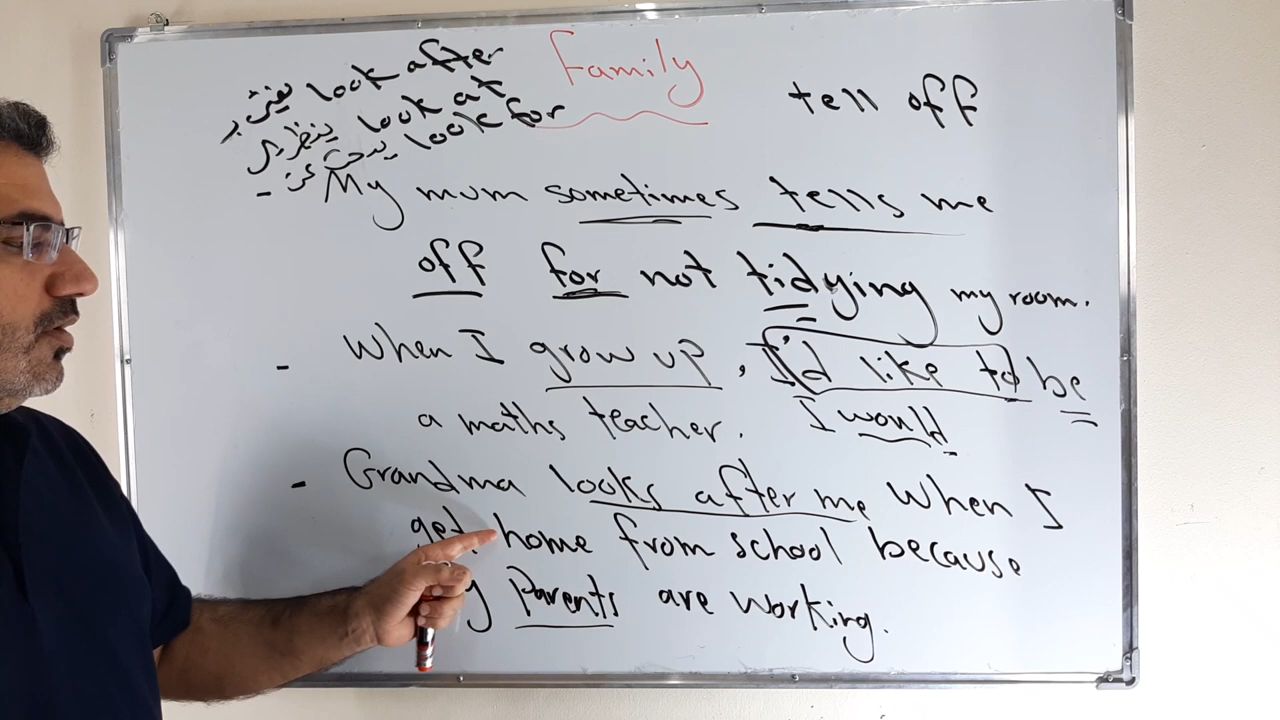 Family
look after يعتني بـ
look at ينظر إلى
look for يبحث عن
tell off
My mum sometimes tells me
off for not tidying my room.
- When I grow up, I'd like to be
a maths teacher. I would
- Grandma looks after me when I
get home from school because
Parents are working.